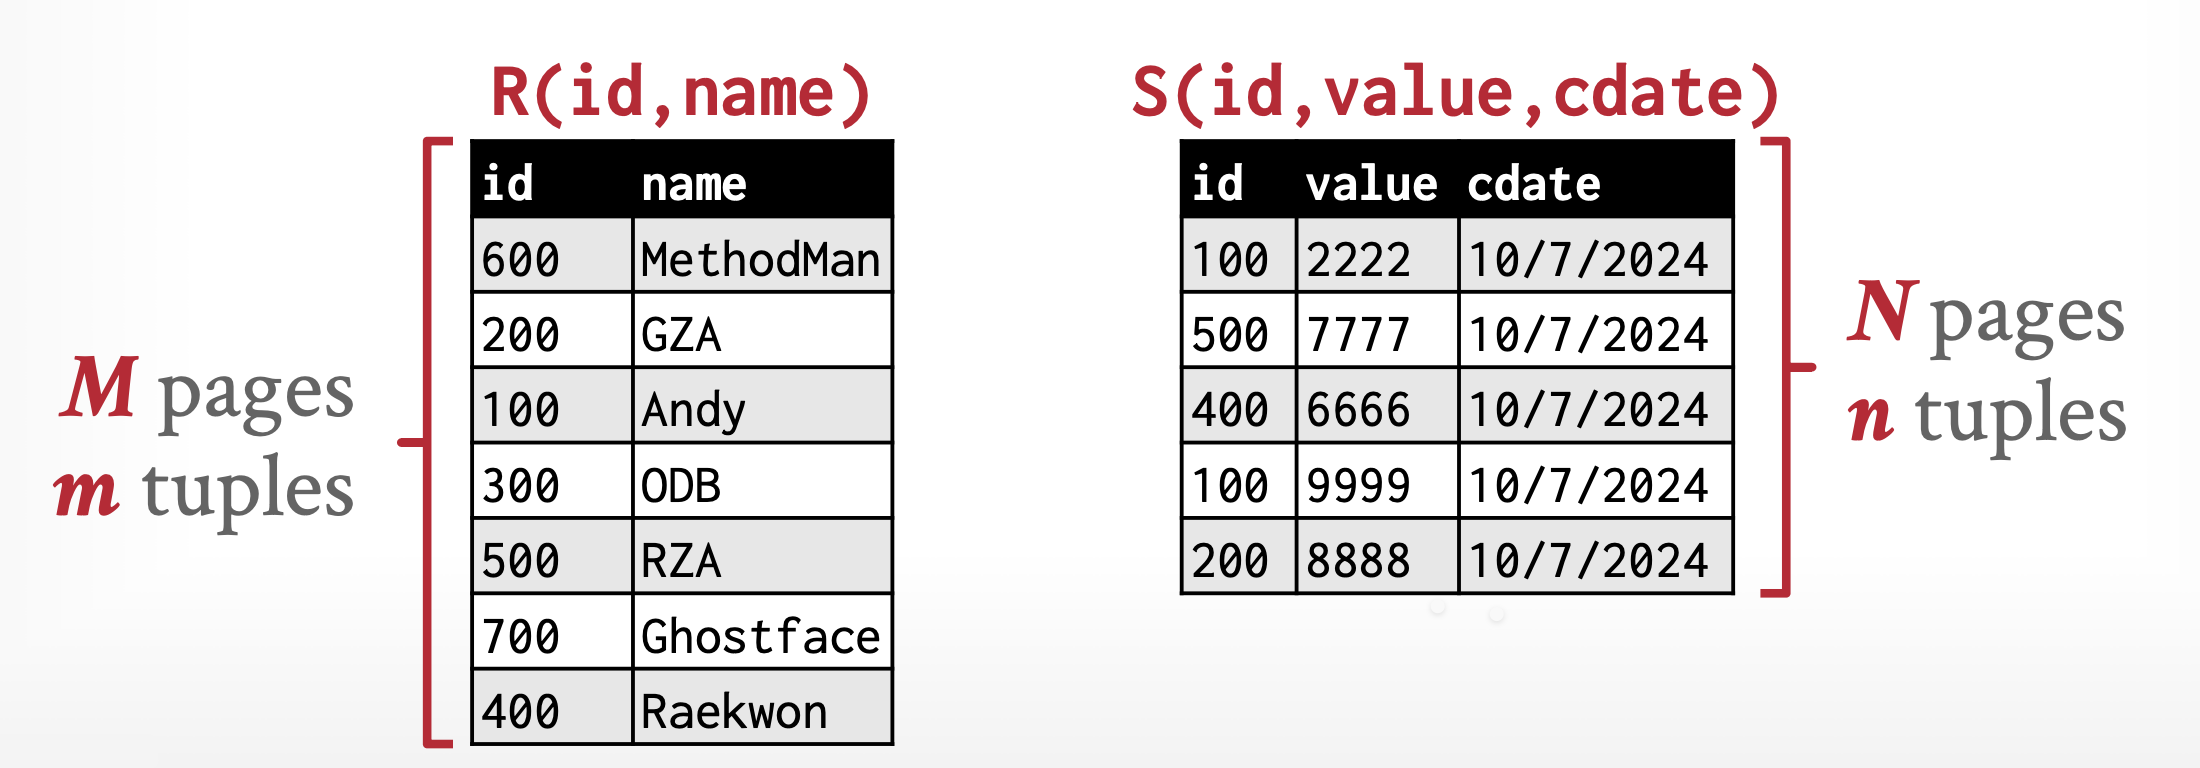 R(id,name)
id name
600 MethodMan
200 GZA
100 Andy
300 ODB
500 RZA
700 Ghostface
400 Raekwon
M pages
m tuples
S(id,value,cdate)
id value cdate
100 2222 10/7/2024
500 7777 10/7/2024
400 6666 10/7/2024
100 9999 10/7/2024
200 8888 10/7/2024
N pages
n tuples